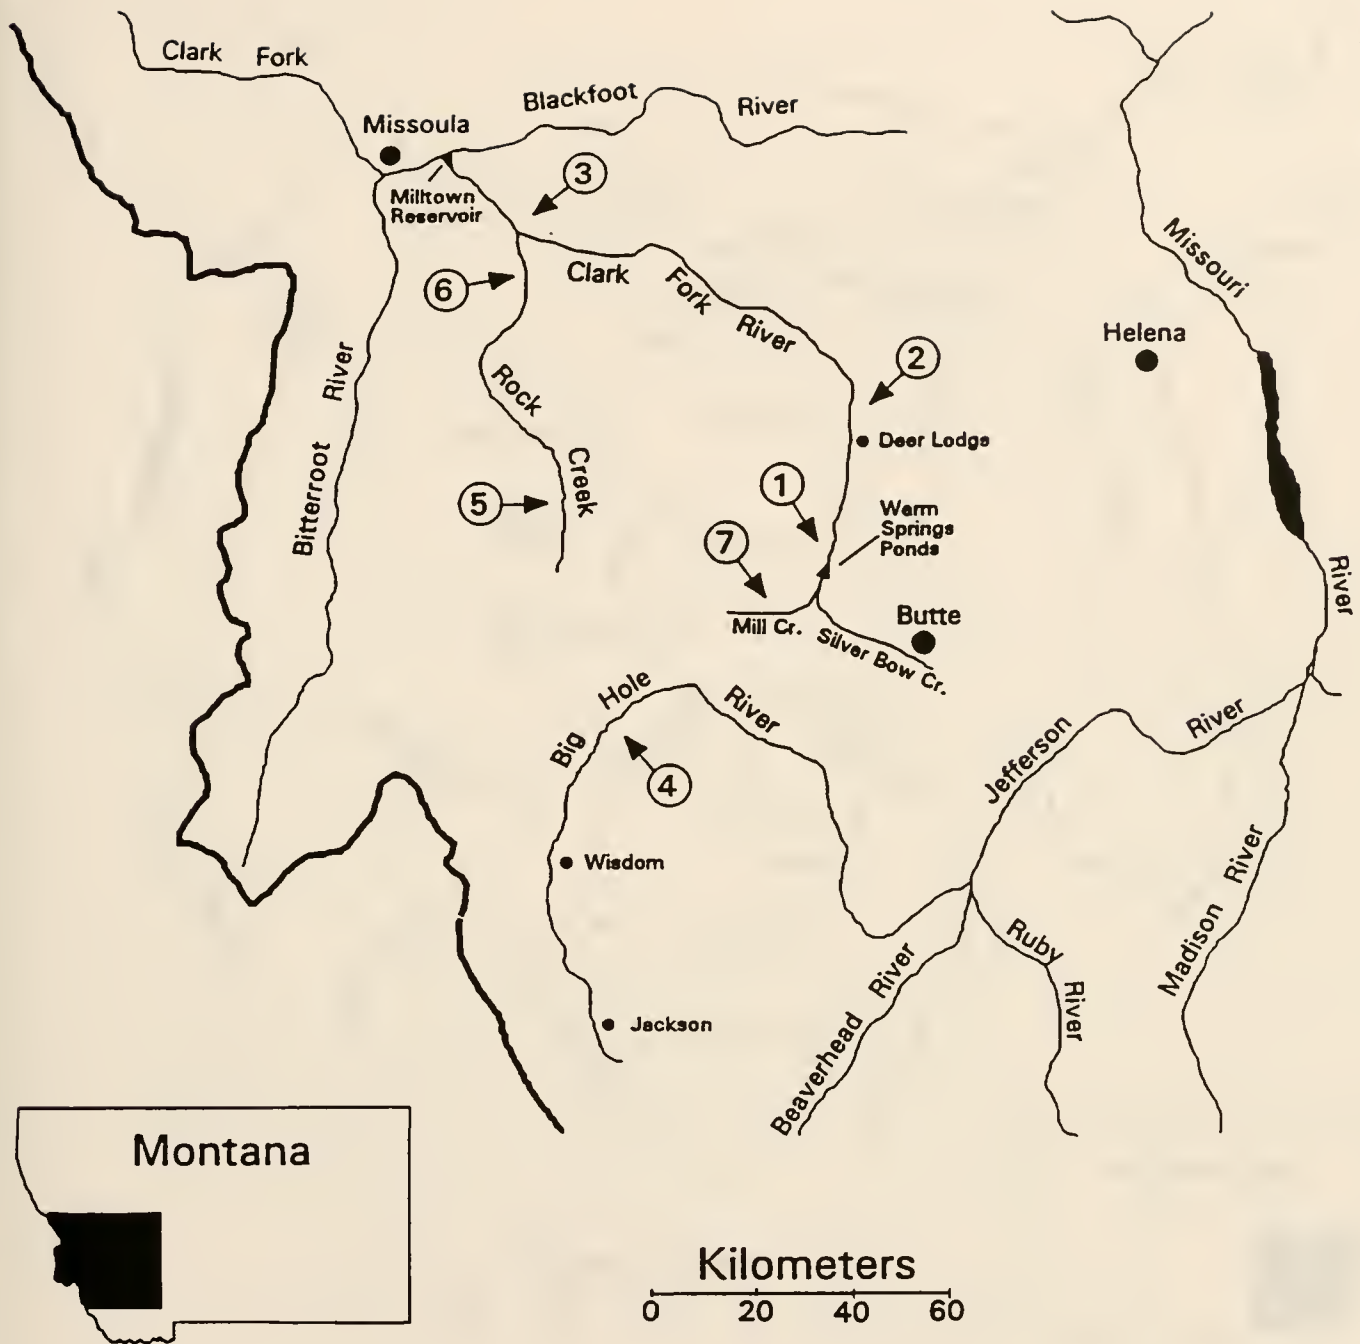 Clark Fork
Blackfoot River
Missoula
Milltown
Reservoir
3
6
Clark Fork River
Missouri River
Helena
2
Deer Lodge
Bitterroot River
Rock Creek
5
1
Warm
Springs
Ponds
7
Mill Cr.
Silver Bow Cr.
Butte
Big Hole River
4
Jefferson River
Wisdom
Madison River
Ruby River
Beaverhead River
Jackson
Montana
Kilometers
0 20 40 60